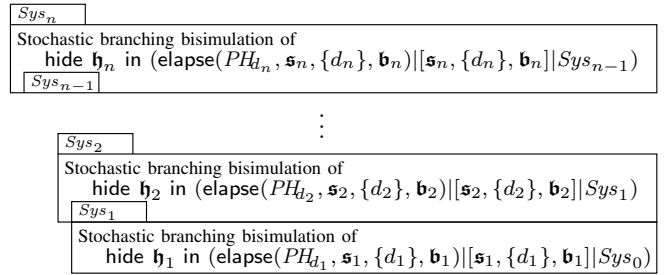 Sys_n
Stochastic branching bisimulation of
hide 𝖍_n in (elapse(PH_{d_n}, 𝖘_n, {d_n}, 𝖇_n)|[𝖘_n, {d_n}, 𝖇_n]|Sys_{n−1})
Sys_{n−1}
⋮
Sys_2
Stochastic branching bisimulation of
hide 𝖍_2 in (elapse(PH_{d_2}, 𝖘_2, {d_2}, 𝖇_2)|[𝖘_2, {d_2}, 𝖇_2]|Sys_1)
Sys_1
Stochastic branching bisimulation of
hide 𝖍_1 in (elapse(PH_{d_1}, 𝖘_1, {d_1}, 𝖇_1)|[𝖘_1, {d_1}, 𝖇_1]|Sys_0)